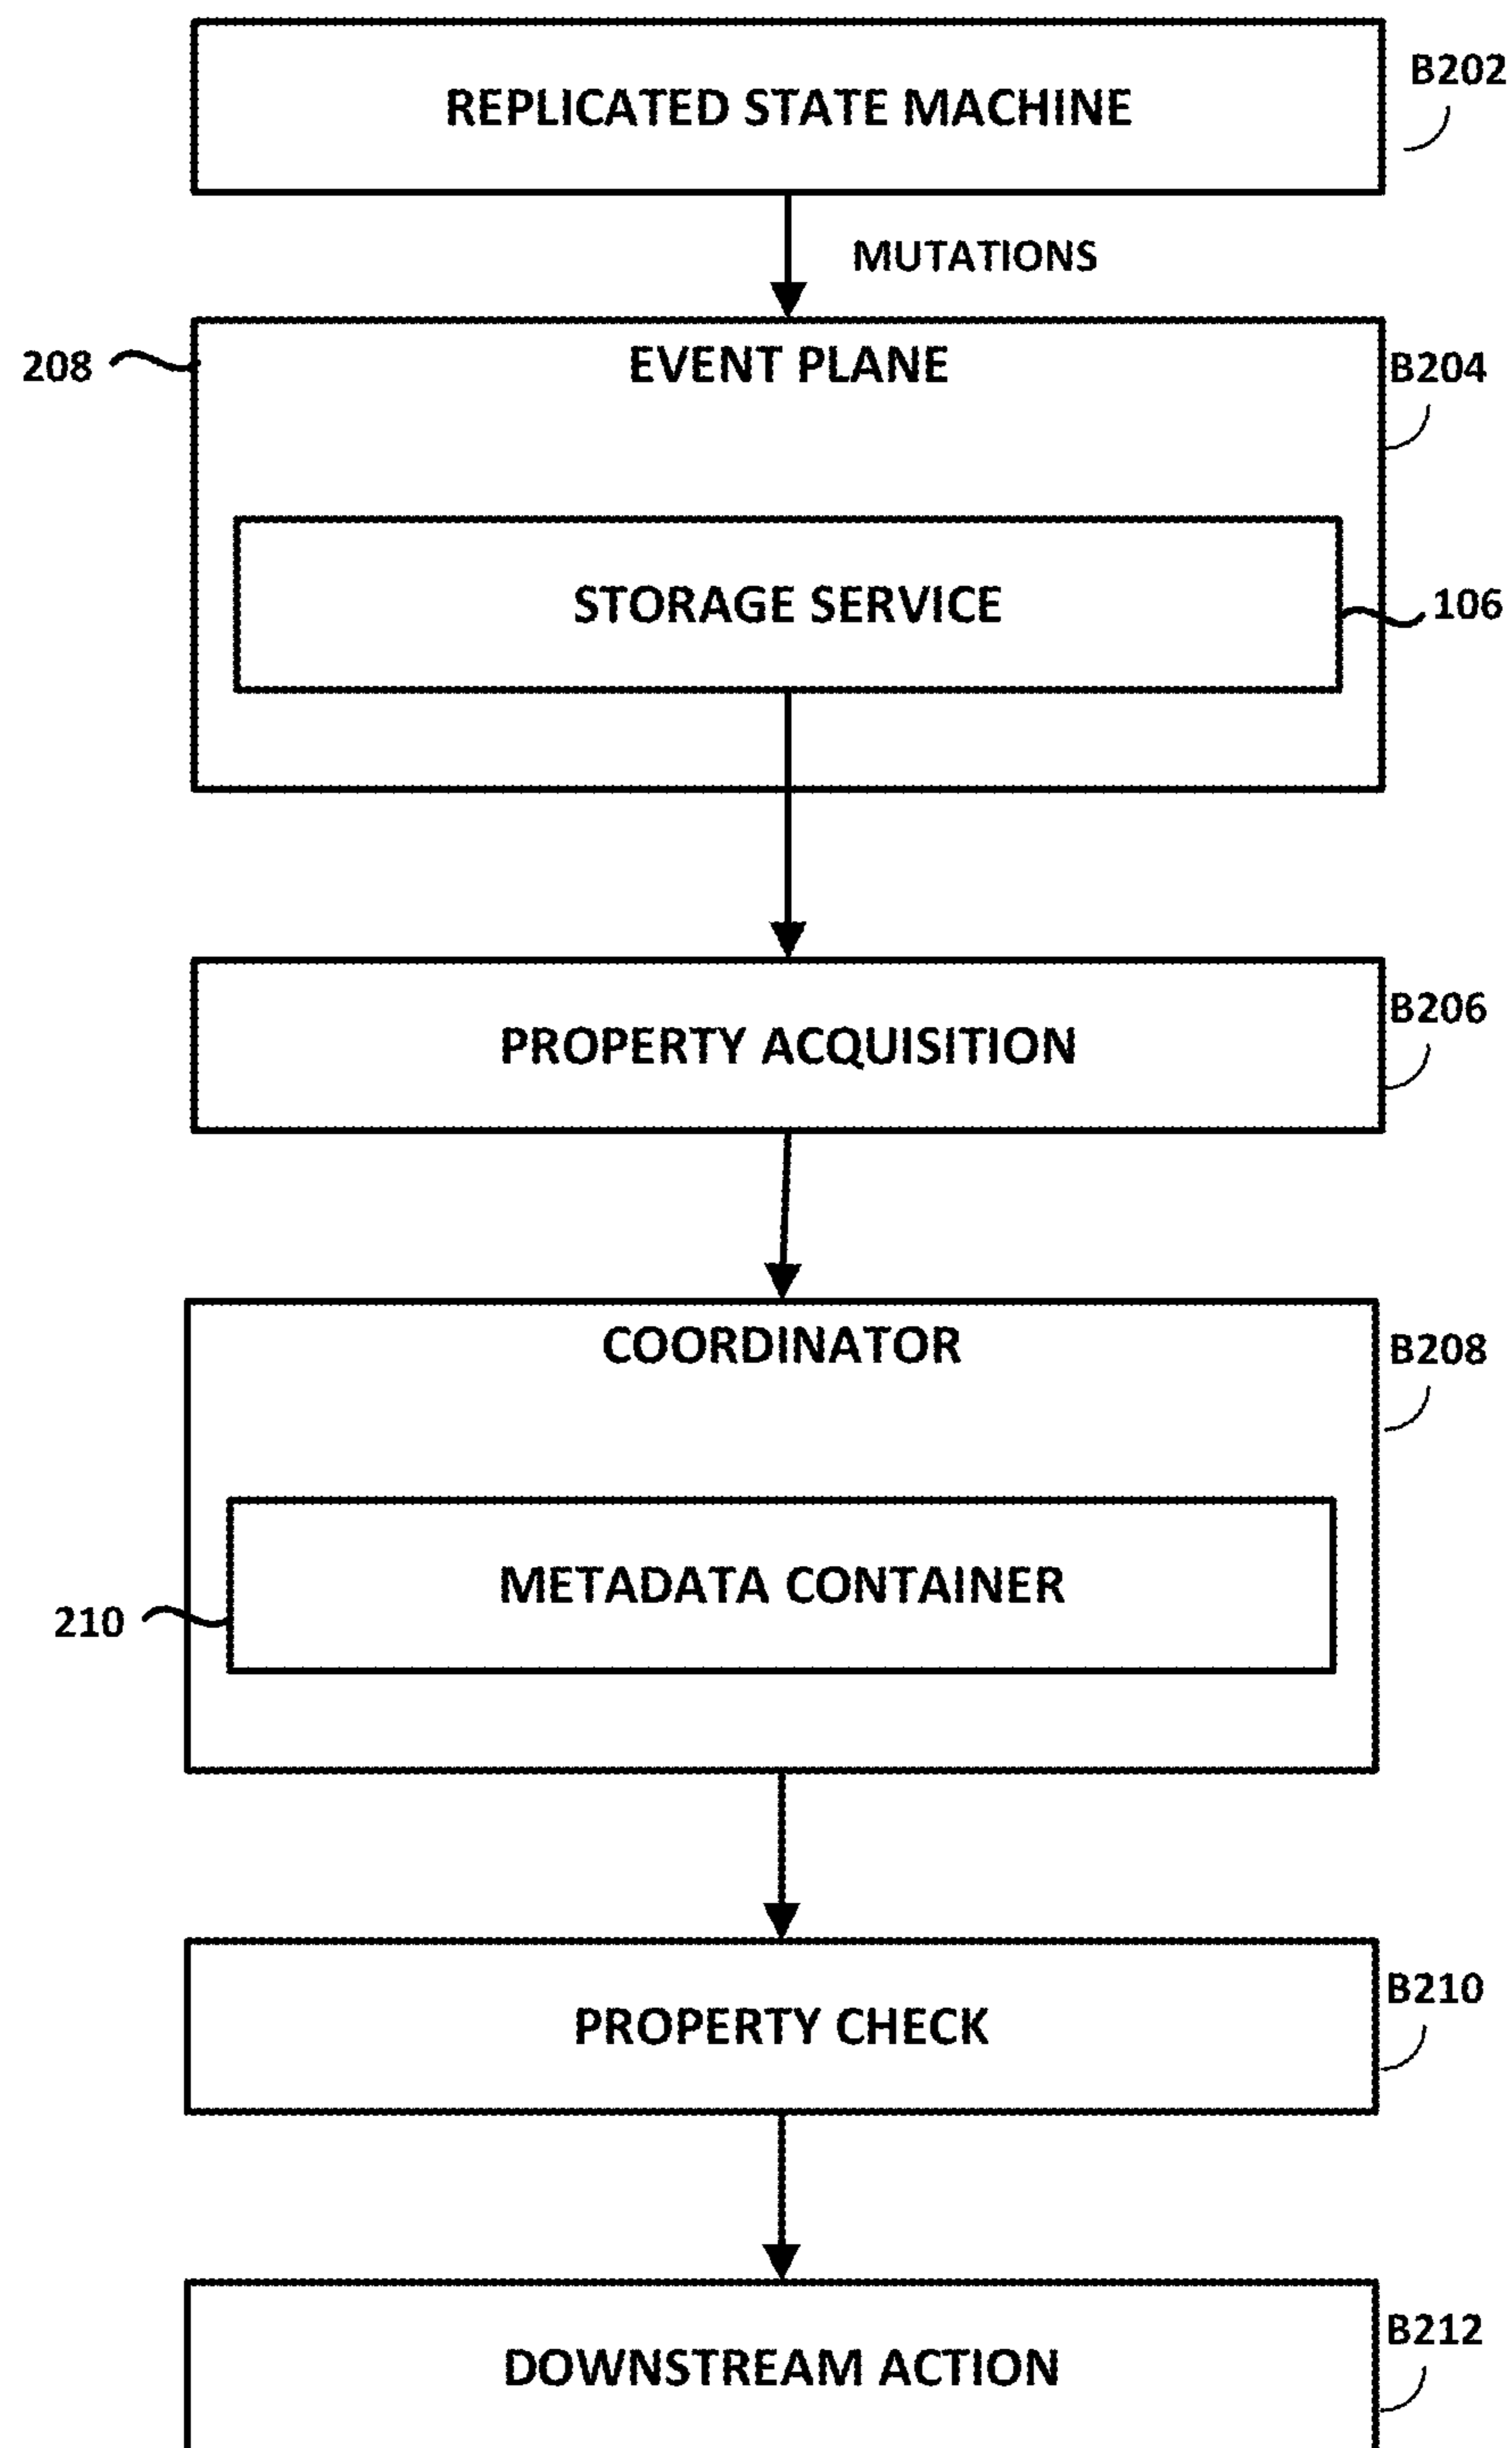 REPLICATED STATE MACHINE
B202
MUTATIONS
208
EVENT PLANE
B204
STORAGE SERVICE
106
PROPERTY ACQUISITION
B206
COORDINATOR
B208
METADATA CONTAINER
210
PROPERTY CHECK
B210
DOWNSTREAM ACTION
B212